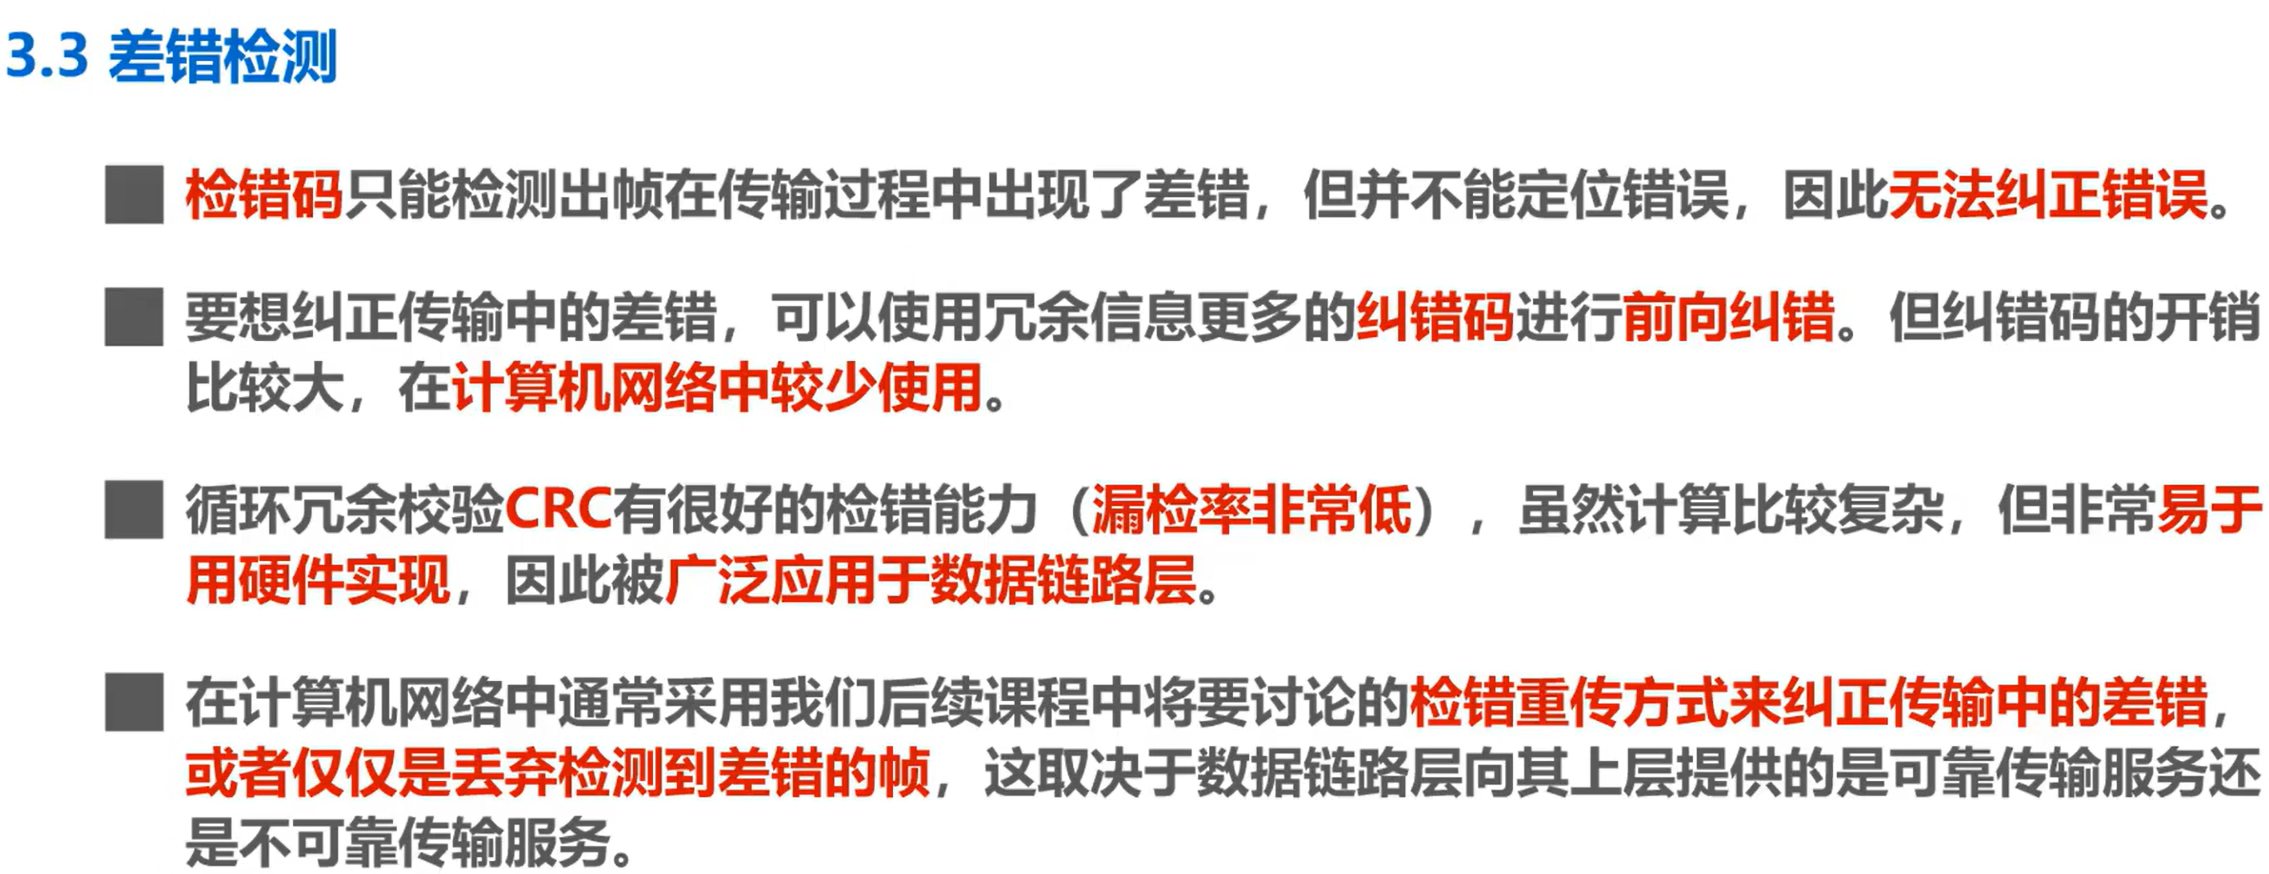 3.3 差错检测
检错码只能检测出帧在传输过程中出现了差错，但并不能定位错误，因此无法纠正错误。
要想纠正传输中的差错，可以使用冗余信息更多的纠错码进行前向纠错。但纠错码的开销
比较大，在计算机网络中较少使用。
循环冗余校验CRC有很好的检错能力（漏检率非常低），虽然计算比较复杂，但非常易于
用硬件实现，因此被广泛应用于数据链路层。
在计算机网络中通常采用我们后续课程中将要讨论的检错重传方式来纠正传输中的差错，
或者仅仅是丢弃检测到差错的帧，这取决于数据链路层向其上层提供的是可靠传输服务还
是不可靠传输服务。